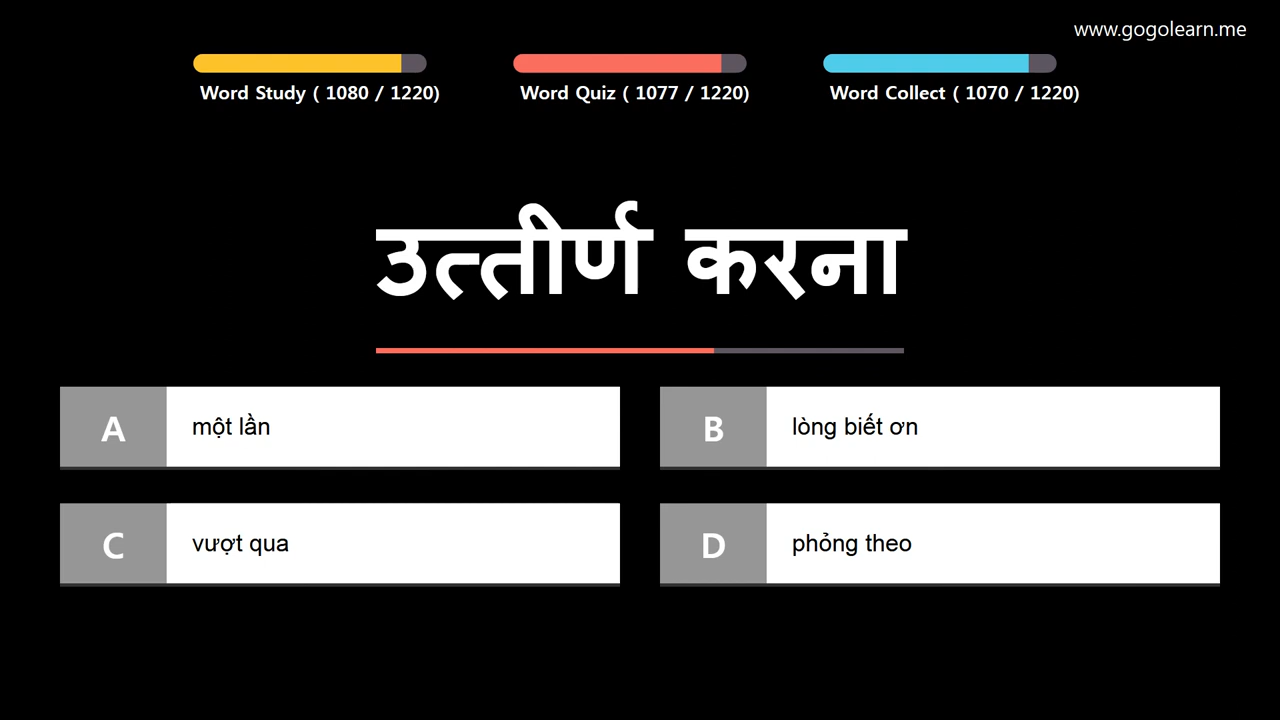 www.gogolearn.me
Word Study ( 1080 / 1220)
Word Quiz ( 1077 / 1220)
Word Collect ( 1070 / 1220)
उत्तीर्ण करना
A một lần
B lòng biết ơn
C vượt qua
D phỏng theo